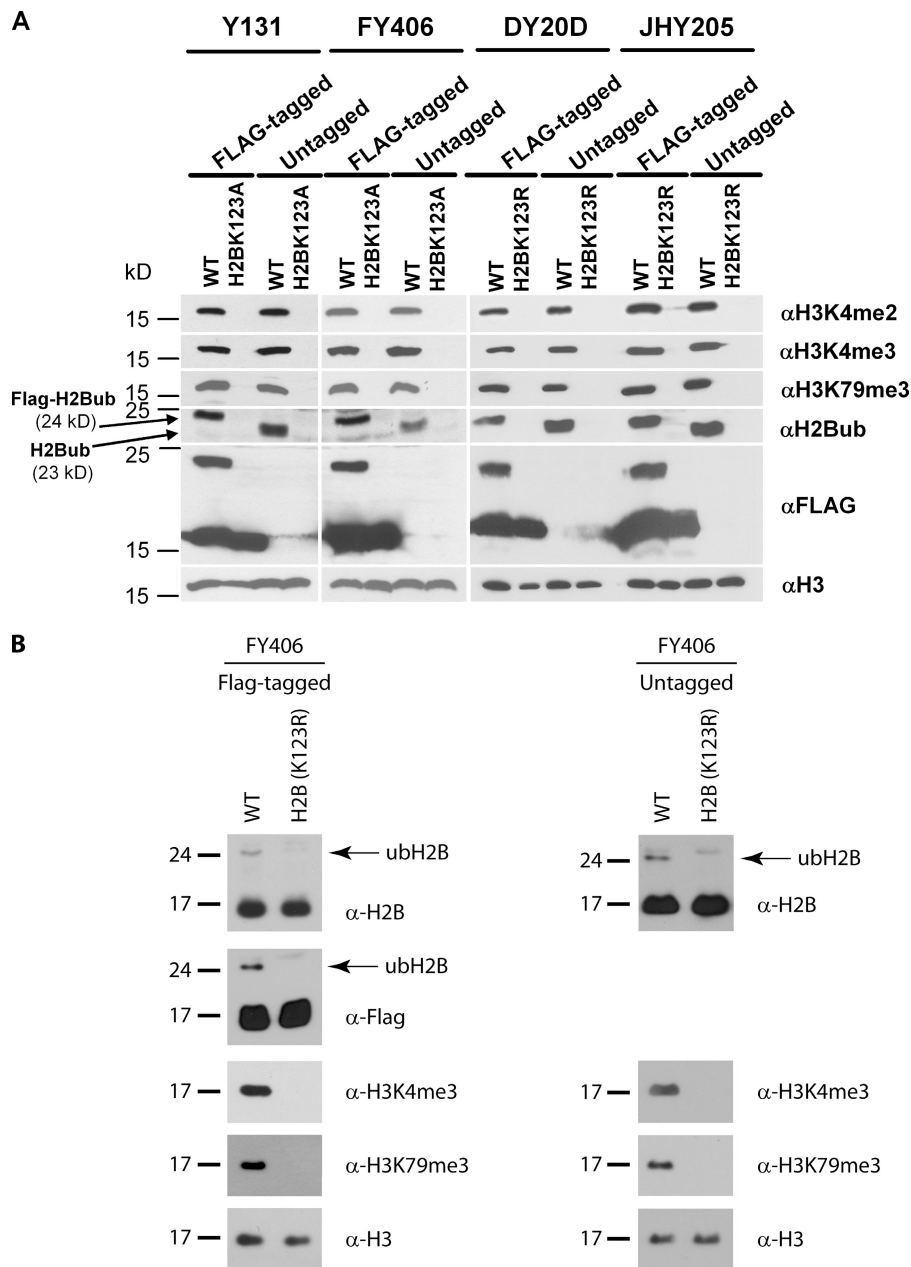 A
Y131 FY406 DY20D JHY205
FLAG-tagged Untagged FLAG-tagged Untagged FLAG-tagged Untagged FLAG-tagged Untagged
WT H2BK123A WT H2BK123A WT H2BK123A WT H2BK123A WT H2BK123R WT H2BK123R WT H2BK123R WT H2BK123R
kD
15 αH3K4me2
15 αH3K4me3
15 αH3K79me3
Flag-H2Bub 25
(24 kD)
αH2Bub
H2Bub
(23 kD)
25
αFLAG
15
15 αH3
B
FY406 FY406
Flag-tagged Untagged
WT H2B (K123R) WT H2B (K123R)
24 ubH2B 24 ubH2B
17 α-H2B 17 α-H2B
24 ubH2B
17 α-Flag
17 α-H3K4me3 17 α-H3K4me3
17 α-H3K79me3 17 α-H3K79me3
17 α-H3 17 α-H3